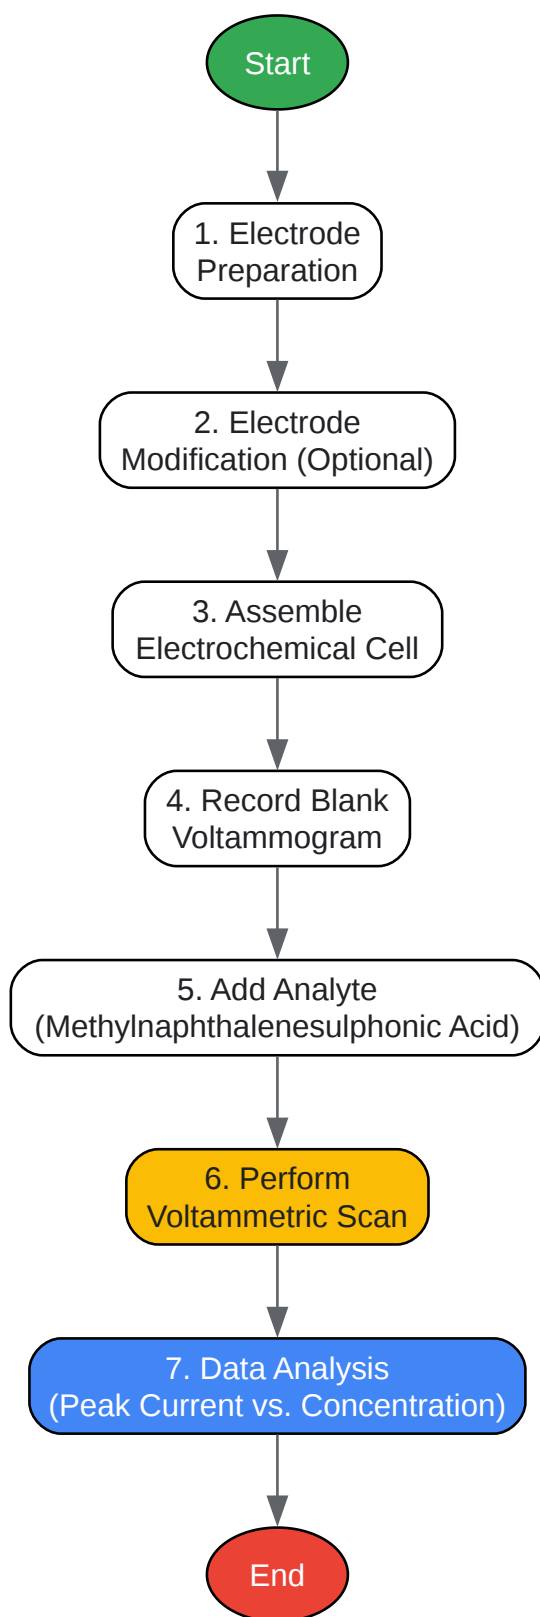 Start
1. Electrode
Preparation
2. Electrode
Modification (Optional)
3. Assemble
Electrochemical Cell
4. Record Blank
Voltammogram
5. Add Analyte
(Methylnaphthalenesulphonic Acid)
6. Perform
Voltammetric Scan
7. Data Analysis
(Peak Current vs. Concentration)
End